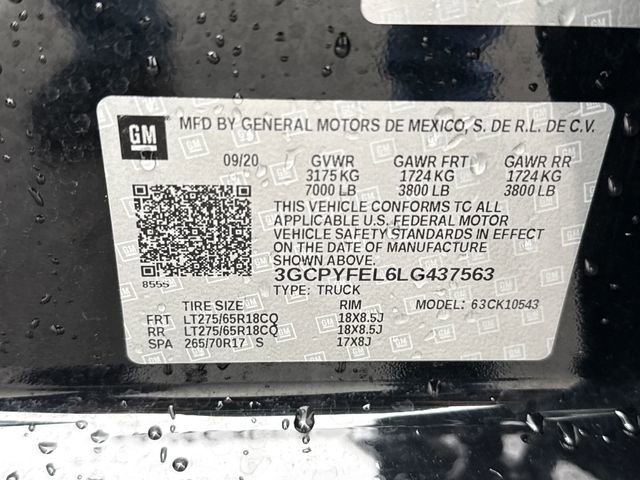 GM
MFD BY GENERAL MOTORS DE MEXICO, S. DE R.L. DE C.V.
09/20 GVWR GAWR FRT GAWR RR
3175 KG 1724 KG 1724 KG
7000 LB 3800 LB 3800 LB
THIS VEHICLE CONFORMS TO ALL
APPLICABLE U.S. FEDERAL MOTOR
VEHICLE SAFETY STANDARDS IN EFFECT
ON THE DATE OF MANUFACTURE
SHOWN ABOVE.
8555
3GCPYFEL6LG437563
TYPE: TRUCK MODEL: 63CK10543
TIRE SIZE RIM
FRT LT275/65R18CQ 18X8.5J
RR LT275/65R18CQ 18X8.5J
SPA 265/70R17 S 17X8J